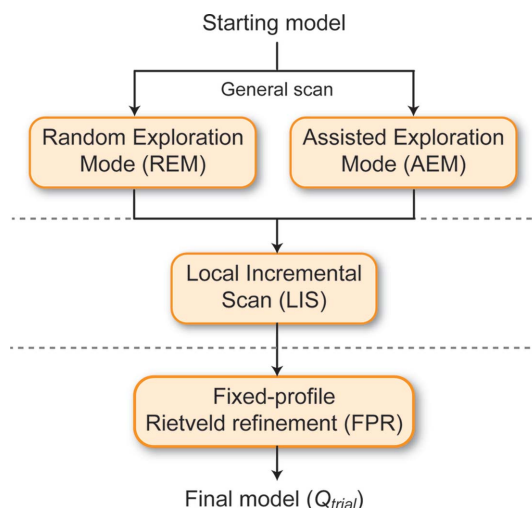 Starting model
General scan
Random Exploration
Mode (REM)
Assisted Exploration
Mode (AEM)
Local Incremental
Scan (LIS)
Fixed-profile
Rietveld refinement (FPR)
Final model (Qtrial)